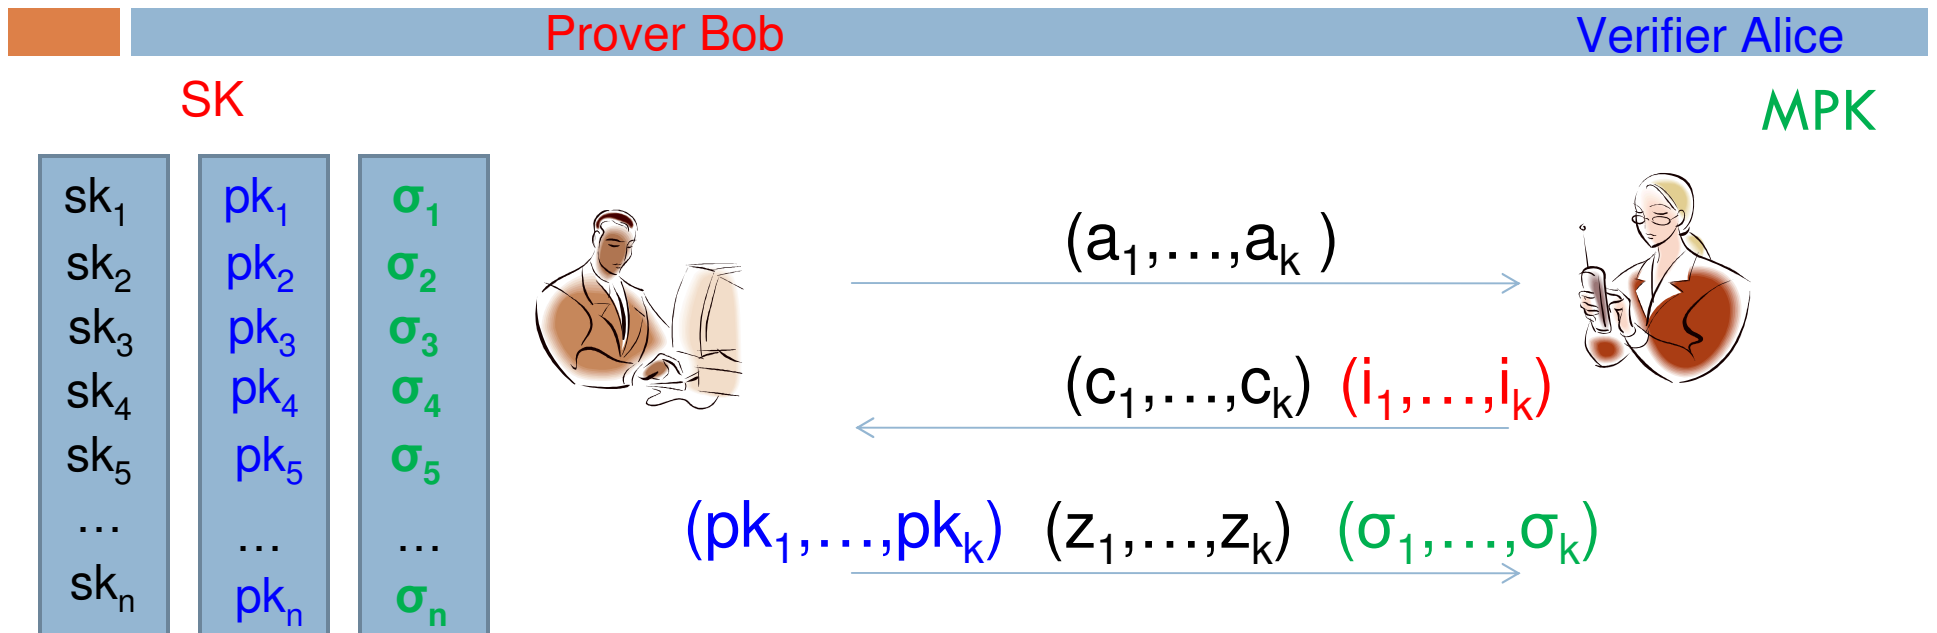 Prover Bob Verifier Alice
SK MPK
sk₁ pk₁ σ₁
sk₂ pk₂ σ₂
sk₃ pk₃ σ₃
sk₄ pk₄ σ₄
sk₅ pk₅ σ₅
… … …
skₙ pkₙ σₙ
(a₁,…,aₖ )
(c₁,…,cₖ) (i₁,…,iₖ)
(pk₁,…,pkₖ) (z₁,…,zₖ) (σ₁,…,σₖ)